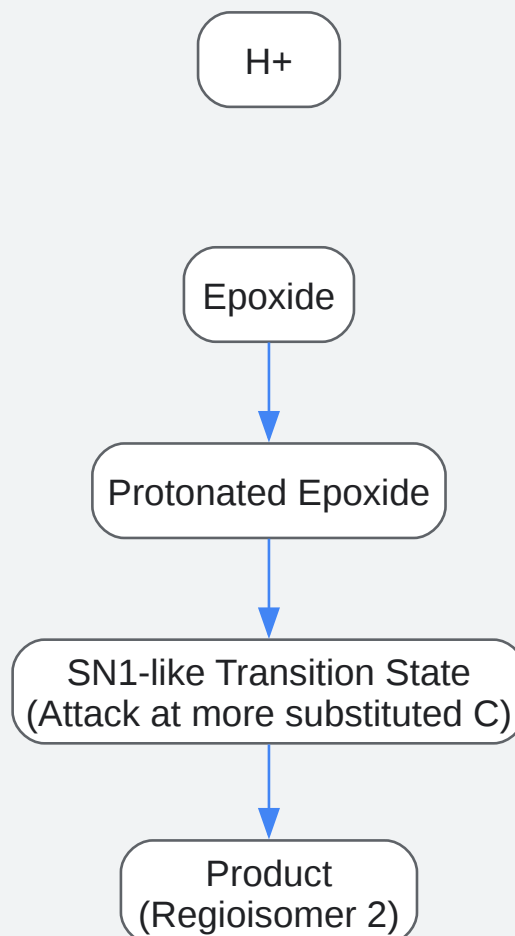 H+
Epoxide
Protonated Epoxide
SN1-like Transition State
(Attack at more substituted C)
Product
(Regioisomer 2)